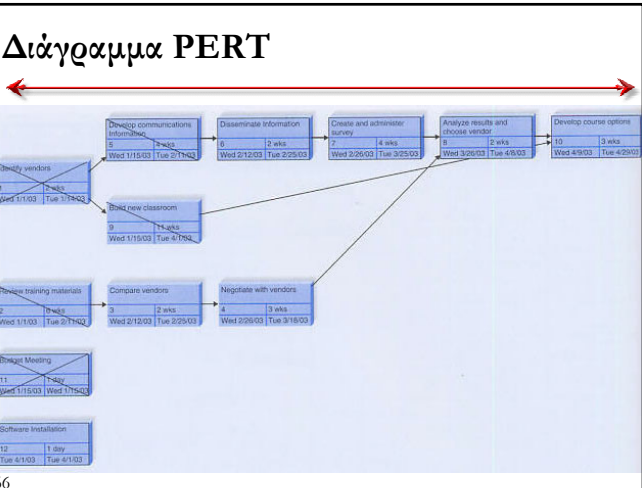 Διάγραμμα PERT
Develop communications
information
5 4 wks
Wed 1/15/03 Tue 2/11/03
Disseminate Information
6 2 wks
Wed 2/12/03 Tue 2/25/03
Create and administer
survey
7 4 wks
Wed 2/26/03 Tue 3/25/03
Analyze results and
choose vendor
8 2 wks
Wed 3/26/03 Tue 4/8/03
Develop course options
10 3 wks
Wed 4/9/03 Tue 4/29/03
Identify vendors
1 2 wks
Wed 1/1/03 Tue 1/14/03
Build new classroom
9 11 wks
Wed 1/15/03 Tue 4/1/03
Review training materials
2 6 wks
Wed 1/1/03 Tue 2/11/03
Compare vendors
3 2 wks
Wed 2/12/03 Tue 2/25/03
Negotiate with vendors
4 3 wks
Wed 2/26/03 Tue 3/18/03
Budget Meeting
11 1 day
Wed 1/15/03 Wed 1/15/03
Software Installation
12 1 day
Tue 4/1/03 Tue 4/1/03